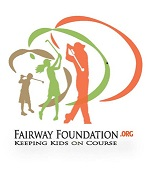 FAIRWAY FOUNDATION.ORG
KEEPING KIDS ON COURSE